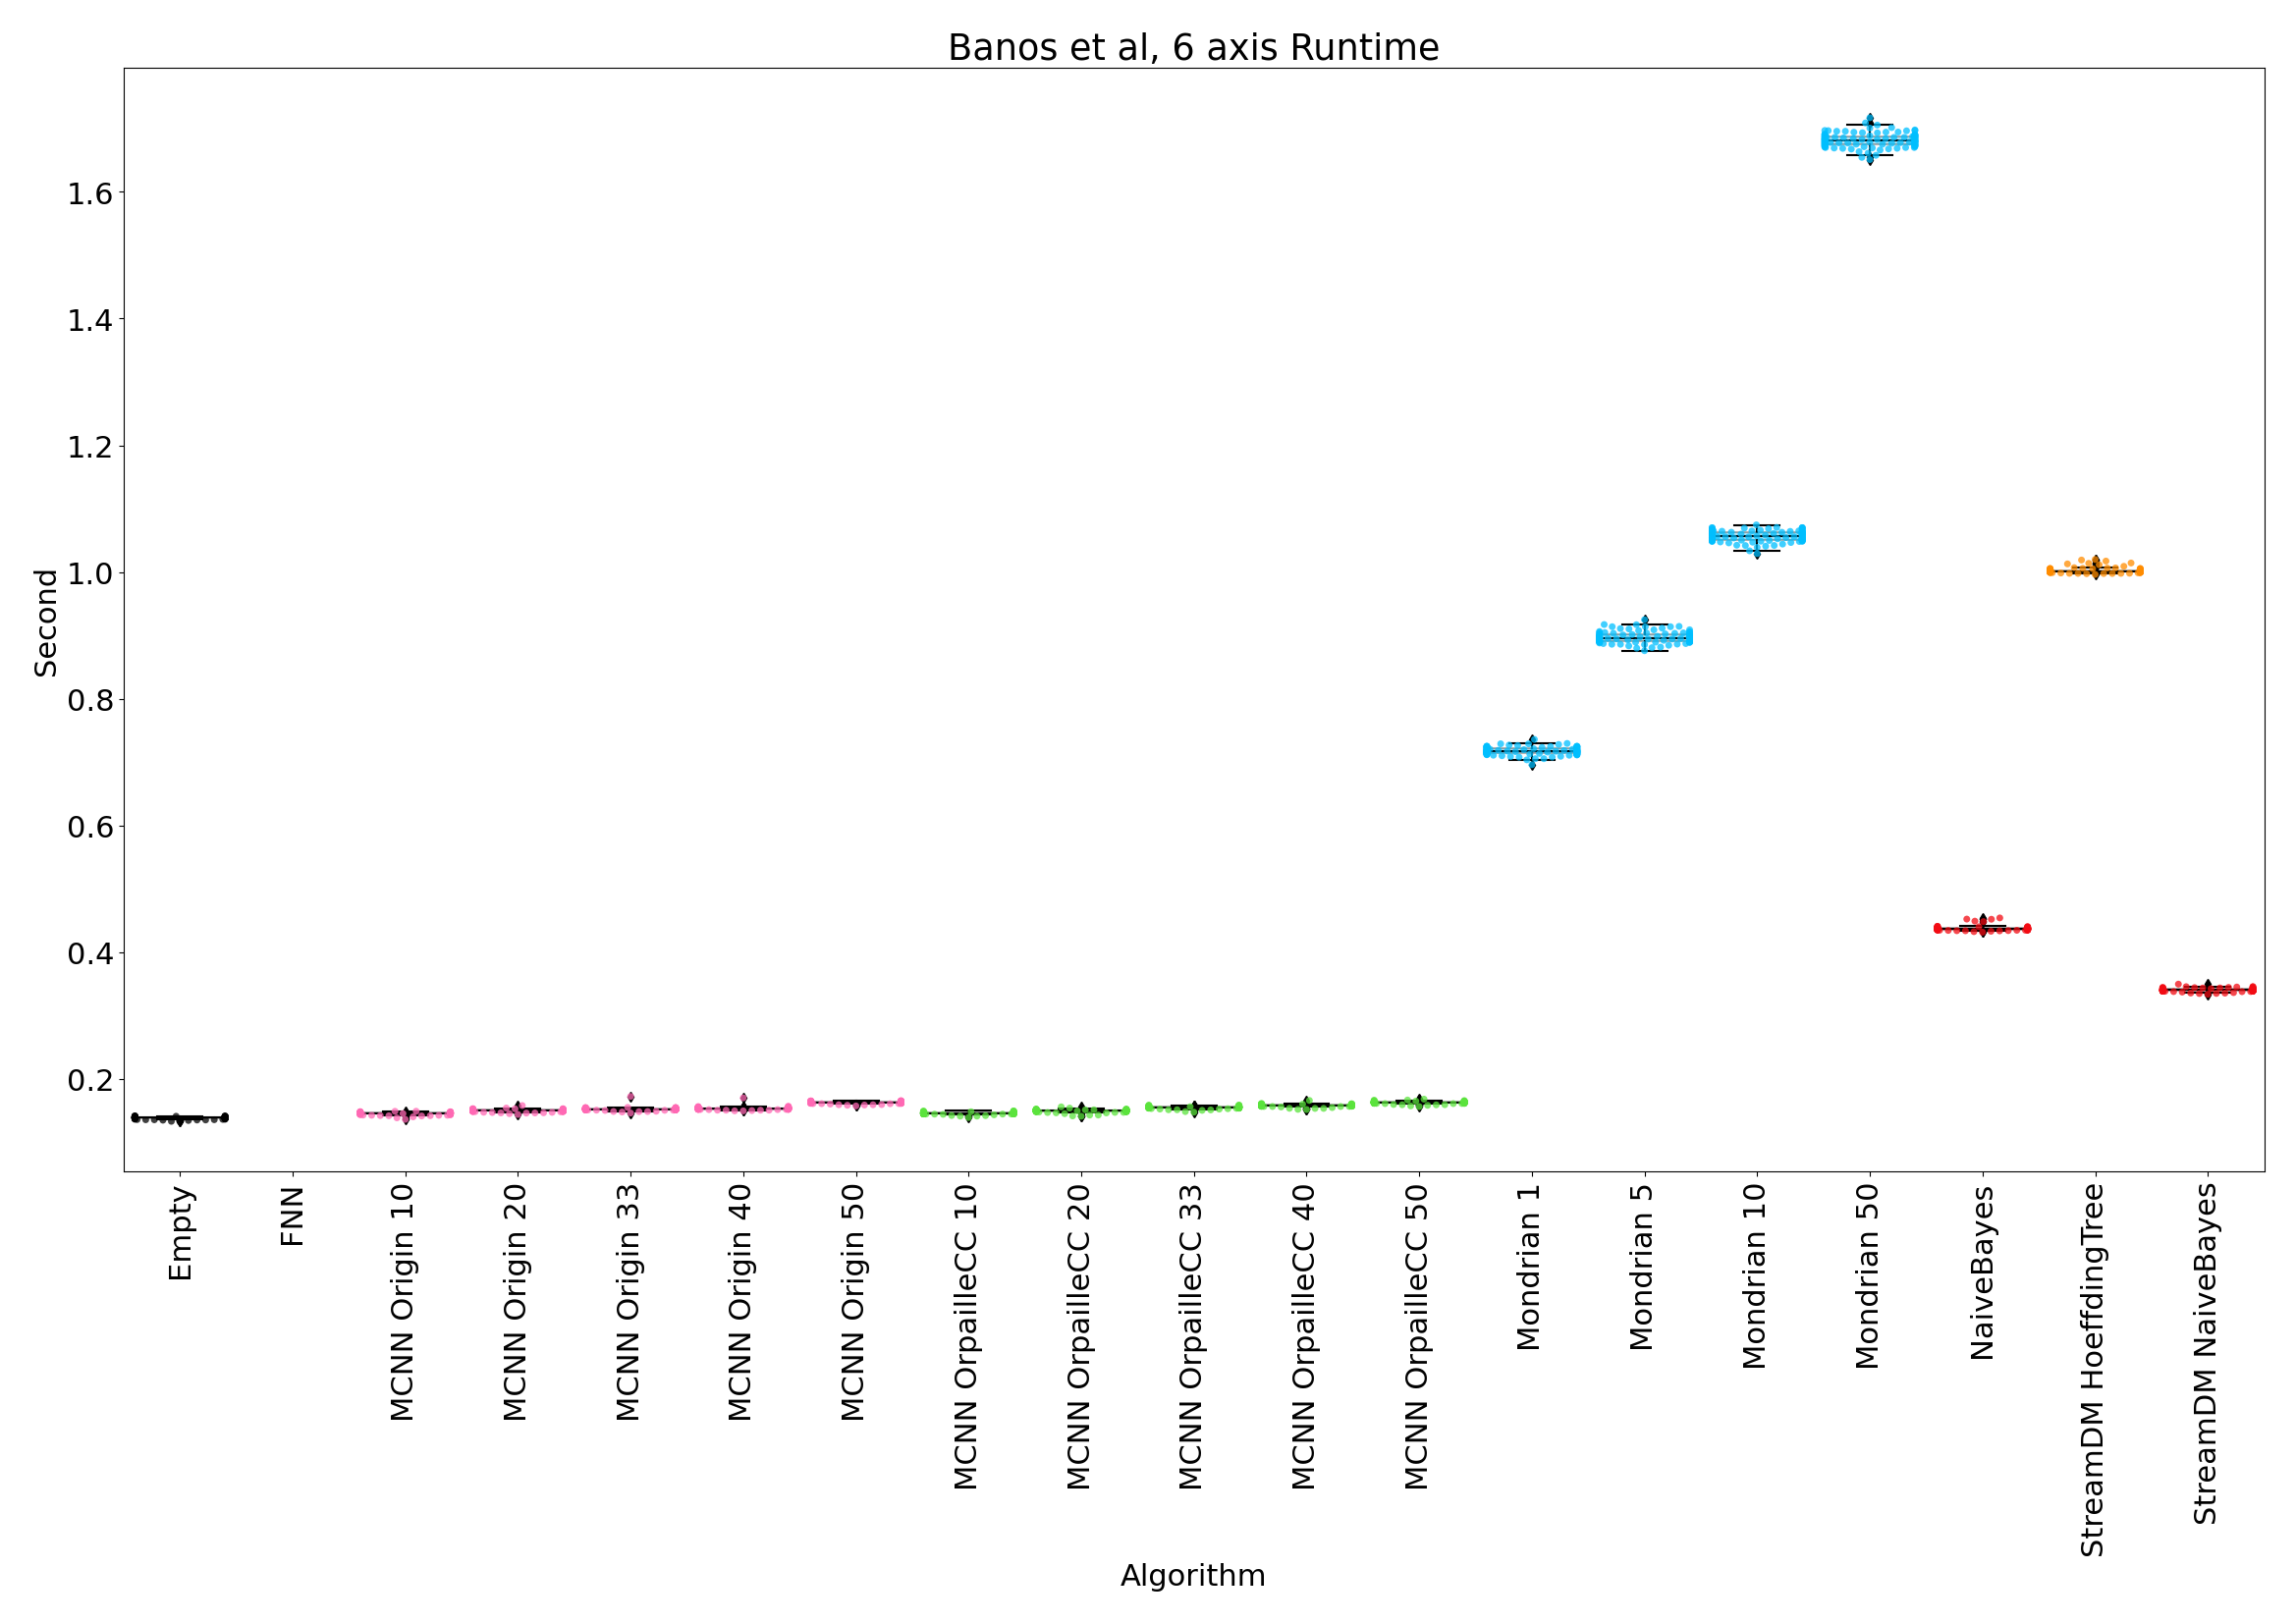 Banos et al, 6 axis Runtime
Second
1.6
1.4
1.2
1.0
0.8
0.6
0.4
0.2
Empty
FNN
MCNN Origin 10
MCNN Origin 20
MCNN Origin 33
MCNN Origin 40
MCNN Origin 50
MCNN OrpailleCC 10
MCNN OrpailleCC 20
MCNN OrpailleCC 33
MCNN OrpailleCC 40
MCNN OrpailleCC 50
Mondrian 1
Mondrian 5
Mondrian 10
Mondrian 50
NaiveBayes
StreamDM HoeffdingTree
StreamDM NaiveBayes
Algorithm